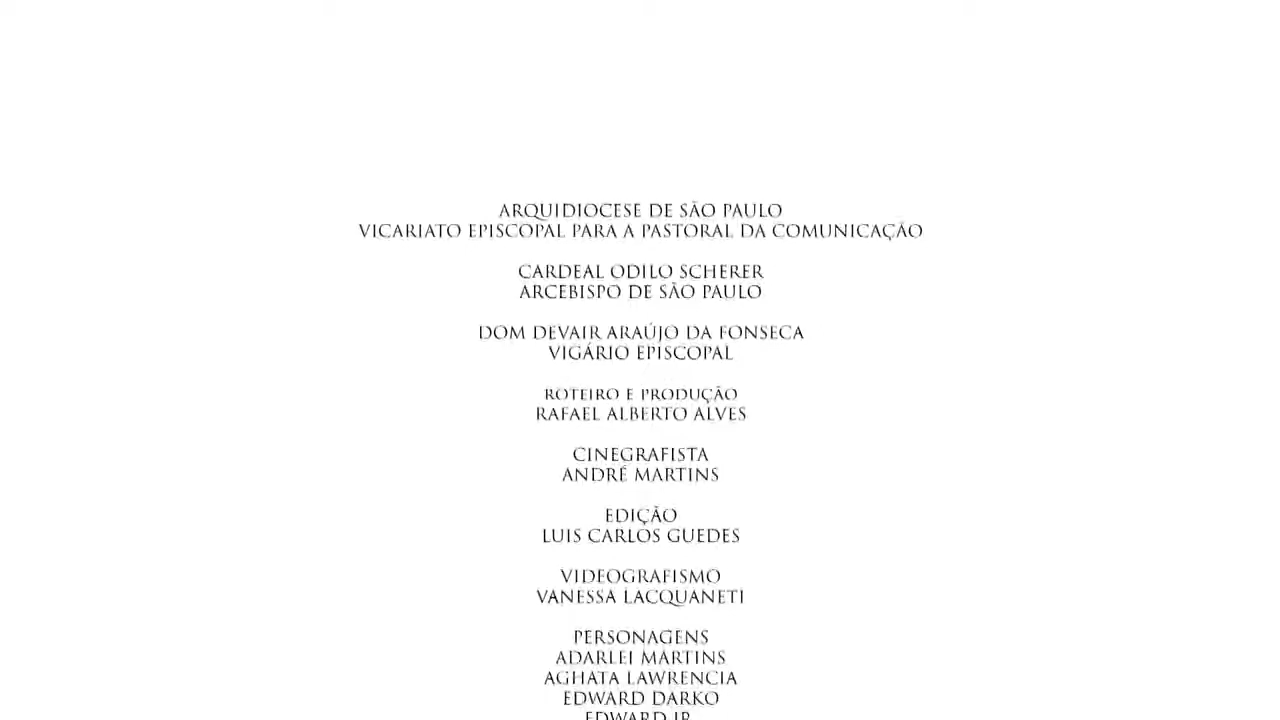 ARQUIDIOCESE DE SÃO PAULO
VICARIATO EPISCOPAL PARA A PASTORAL DA COMUNICAÇÃO
CARDEAL ODILO SCHERER
ARCEBISPO DE SÃO PAULO
DOM DEVAIR ARAÚJO DA FONSECA
VIGÁRIO EPISCOPAL
ROTEIRO E PRODUÇÃO
RAFAEL ALBERTO ALVES
CINEGRAFISTA
ANDRÉ MARTINS
EDIÇÃO
LUIS CARLOS GUEDES
VIDEOGRAFISMO
VANESSA LACQUANETI
PERSONAGENS
ADARLEI MARTINS
AGHATA LAWRENCIA
EDWARD DARKO
EDWARD JR